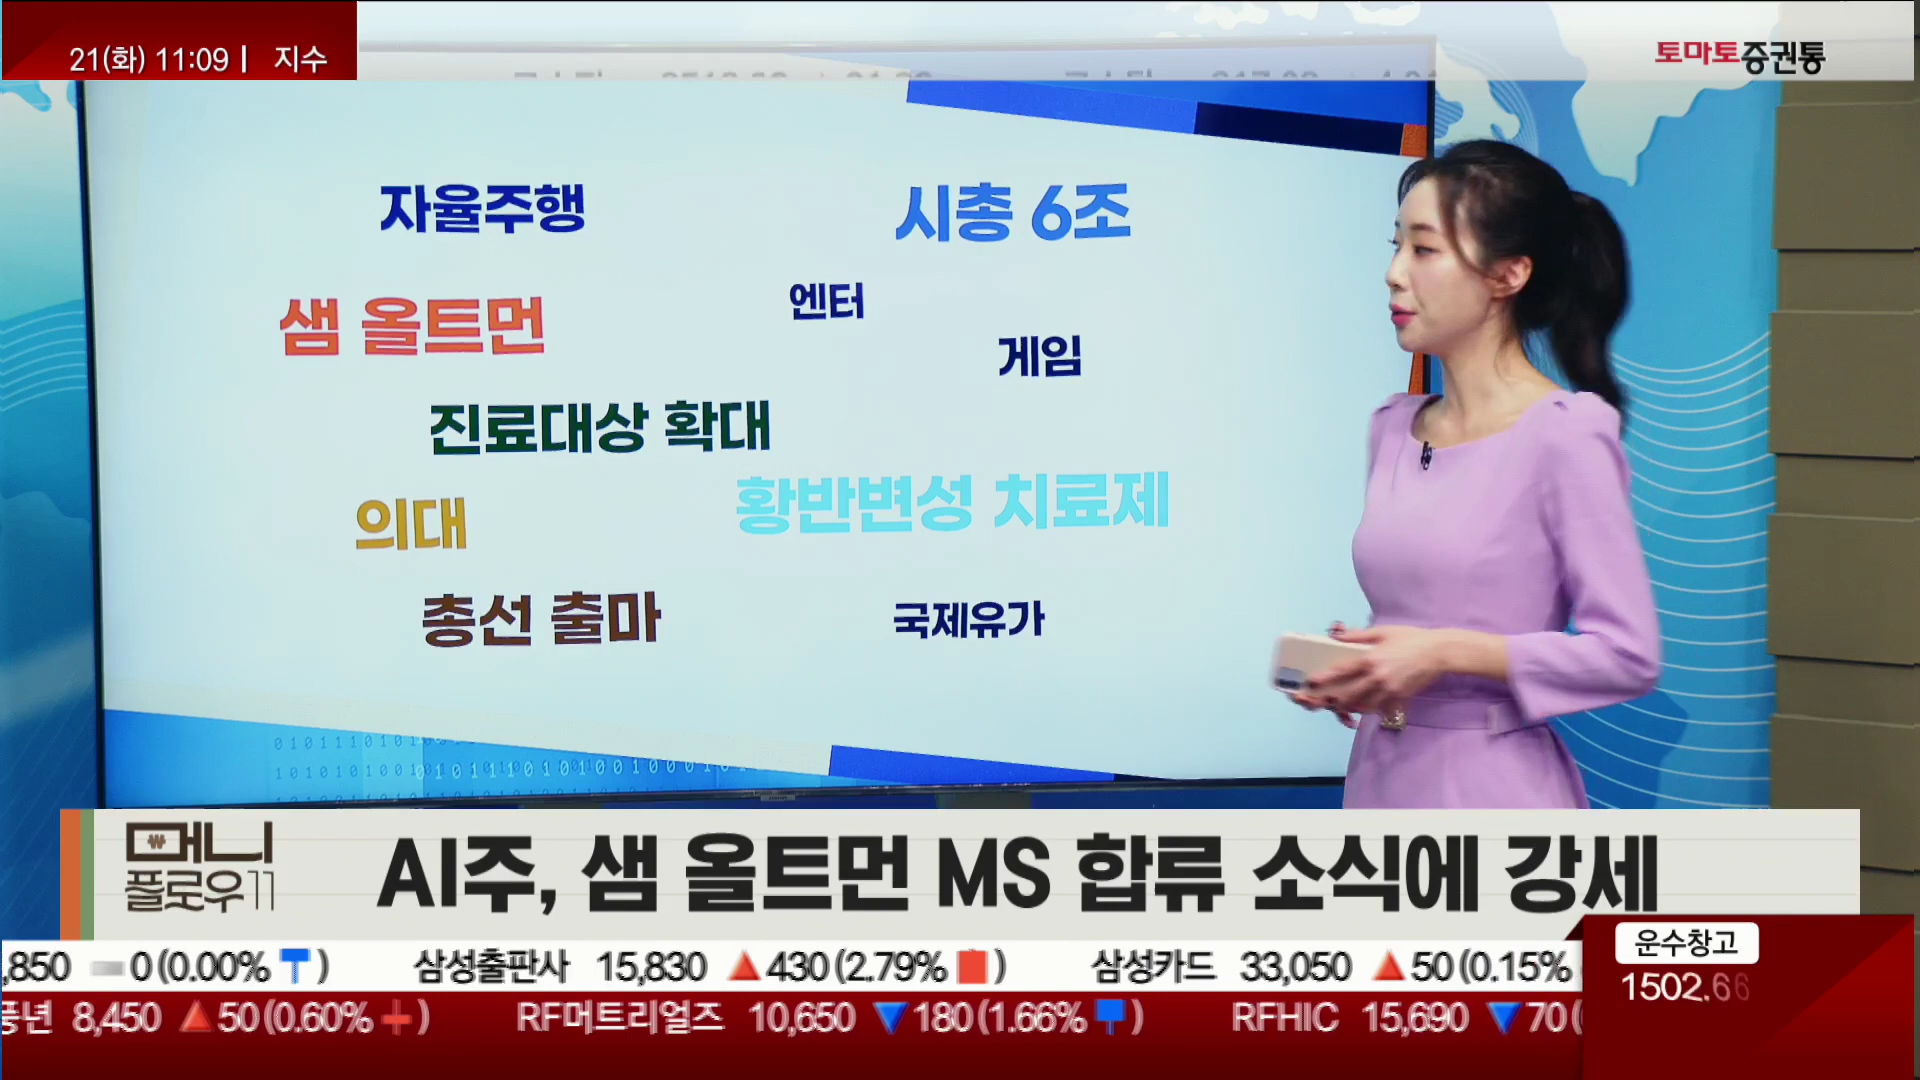 21(화) 11:09 | 지수
토마토증권통
자율주행
시총 6조
샘 올트먼
엔터
게임
진료대상 확대
의대
황반변성 치료제
총선 출마
국제유가
머니
플로우11
AI주, 샘 올트먼 MS 합류 소식에 강세
,850 0(0.00%) 삼성출판사 15,830 ▲430(2.79%) 삼성카드 33,050 ▲50(0.15%
풍년 8,450 ▲50(0.60%) RF머트리얼즈 10,650 ▼180(1.66%) RFHIC 15,690 ▼70(
운수창고
1502.66